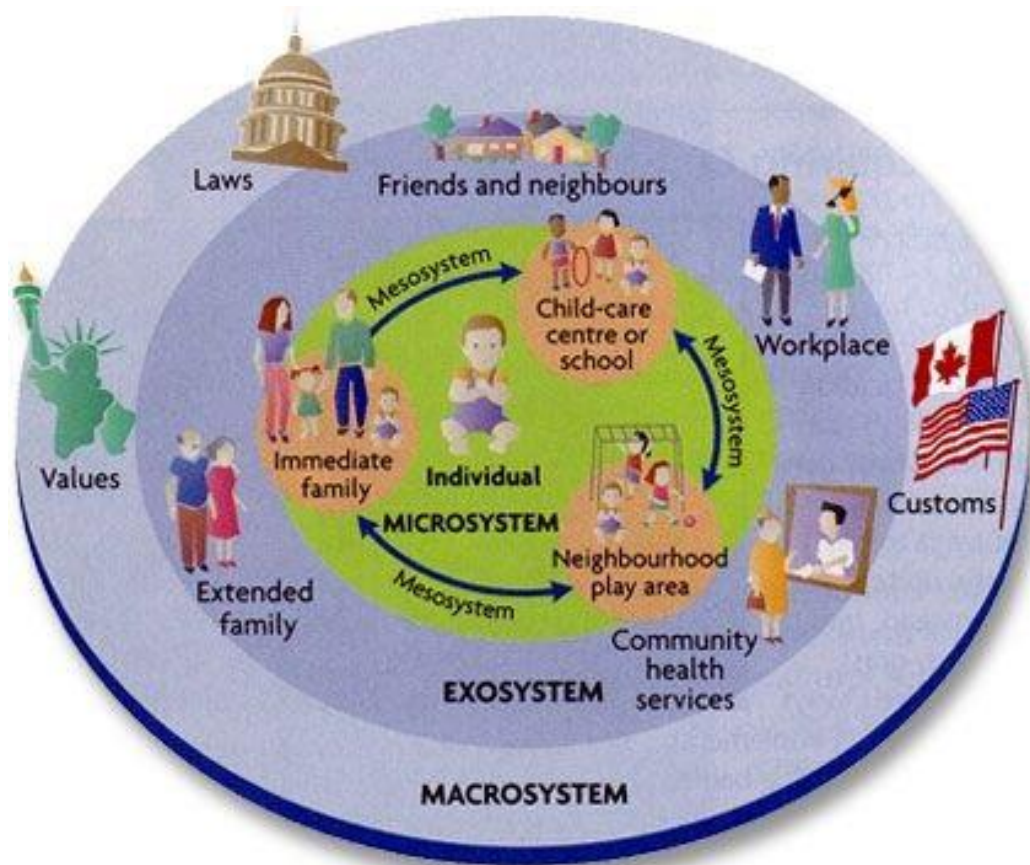 Laws
Friends and neighbours
Mesosystem
Child-care
centre or
school
Workplace
Mesosystem
Values
Immediate
family
Individual
Customs
MICROSYSTEM
Neighbourhood
play area
Mesosystem
Extended
family
Community
health
services
EXOSYSTEM
MACROSYSTEM